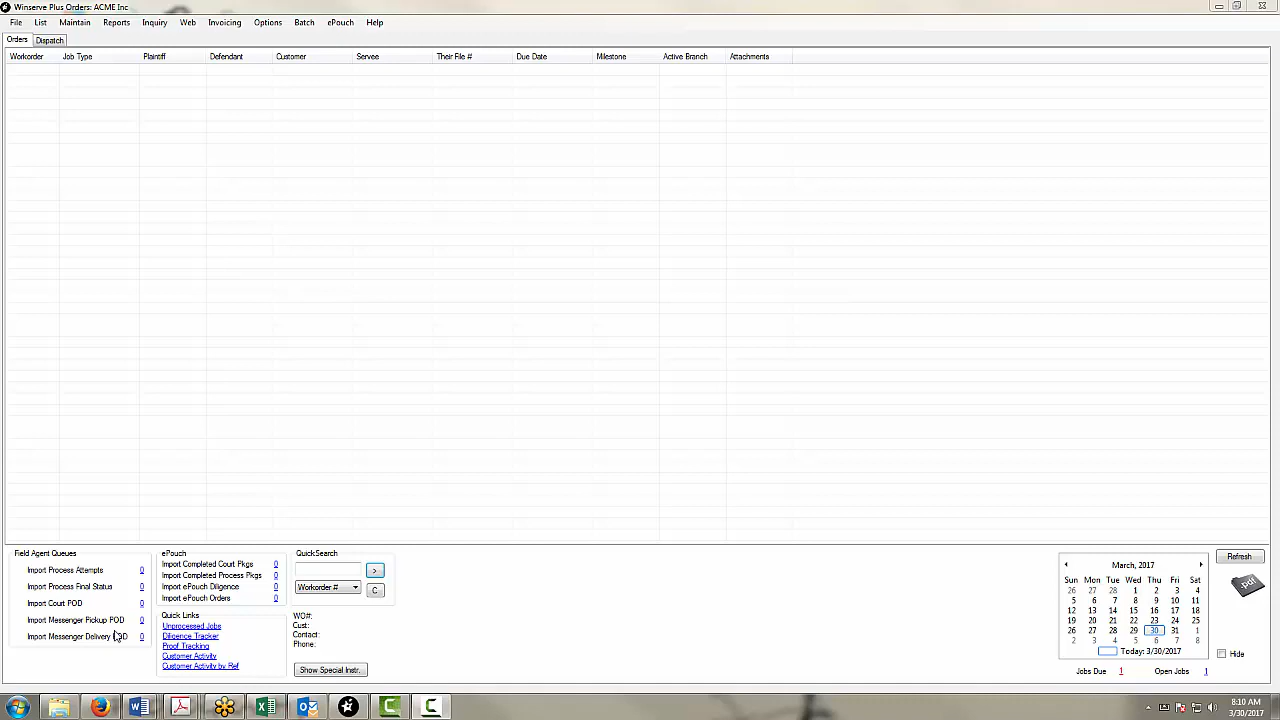 Winserve Plus Orders: ACME Inc
File List Maintain Reports Inquiry Web Invoicing Options Batch ePouch Help
Orders Dispatch
Workorder Job Type Plaintiff Defendant Customer Servee Their File # Due Date Milestone Active Branch Attachments
Field Agent Queues
Import Process Attempts 0
Import Process Final Status 0
Import Court POD 0
Import Messenger Pickup POD 0
Import Messenger Delivery POD 0
ePouch
Import Completed Court Pkgs 0
Import Completed Process Pkgs 0
Import ePouch Diligence 0
Import ePouch Orders 0
Quick Links
Unprocessed Jobs
Diligence Tracker
Proof Tracking
Customer Activity
Customer Activity by Ref
QuickSearch
>
Workorder # C
WO#:
Cust:
Contact:
Phone:
Show Special Instr.
March, 2017
Sun Mon Tue Wed Thu Fri Sat
26 27 28 1 2 3 4
5 6 7 8 9 10 11
12 13 14 15 16 17 18
19 20 21 22 23 24 25
26 27 28 29 30 31 1
2 3 4 5 6 7 8
Today: 3/30/2017
Jobs Due 1 Open Jobs 1
Refresh
pdf
Hide
8:10 AM
3/30/2017